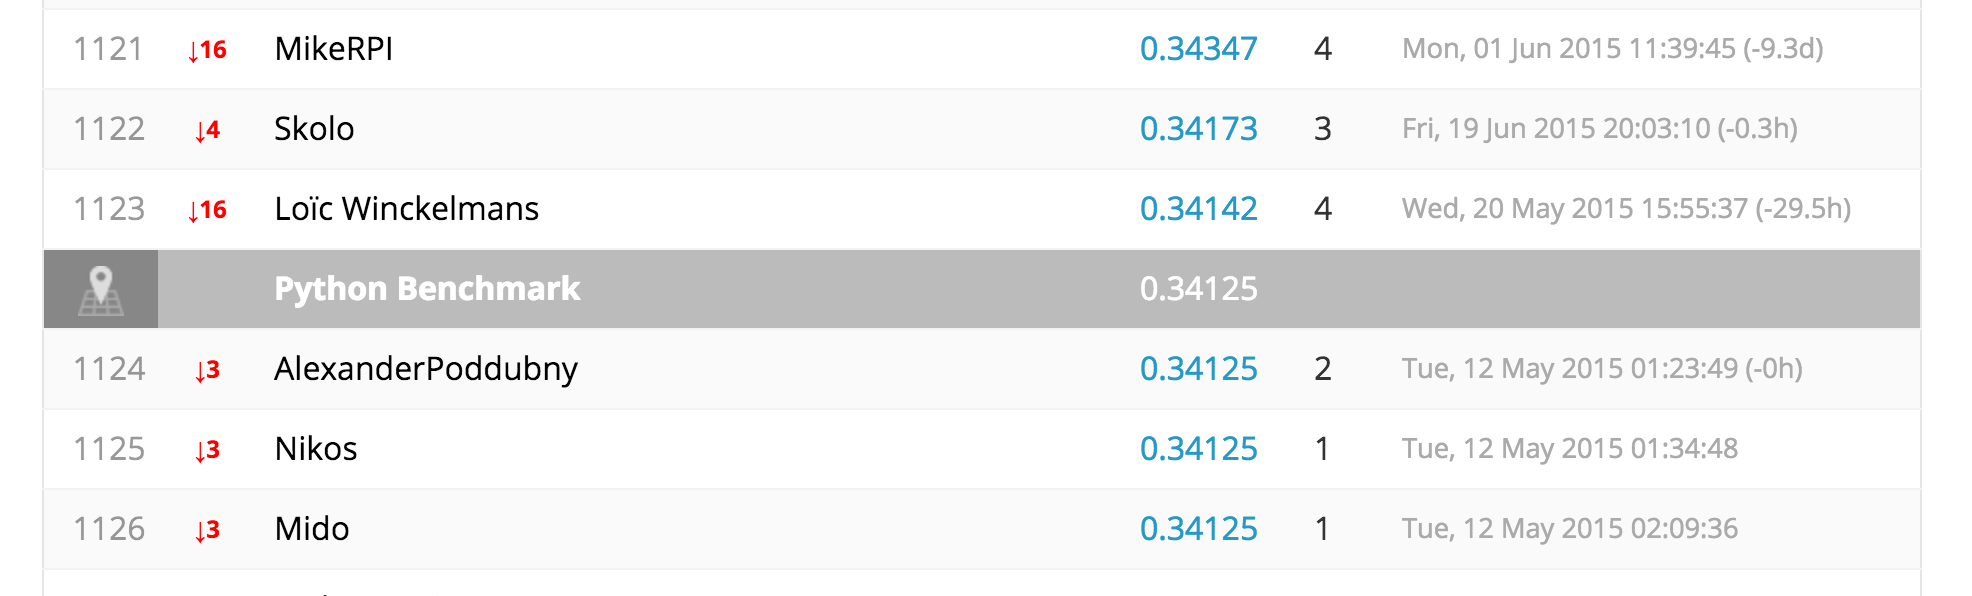 1121 ↓16 MikeRPI 0.34347 4 Mon, 01 Jun 2015 11:39:45 (-9.3d)
1122 ↓4 Skolo 0.34173 3 Fri, 19 Jun 2015 20:03:10 (-0.3h)
1123 ↓16 Loïc Winckelmans 0.34142 4 Wed, 20 May 2015 15:55:37 (-29.5h)
Python Benchmark 0.34125
1124 ↓3 AlexanderPoddubny 0.34125 2 Tue, 12 May 2015 01:23:49 (-0h)
1125 ↓3 Nikos 0.34125 1 Tue, 12 May 2015 01:34:48
1126 ↓3 Mido 0.34125 1 Tue, 12 May 2015 02:09:36